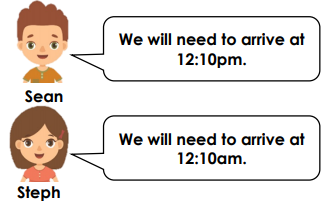 We will need to arrive at
12:10pm.
Sean
We will need to arrive at
12:10am.
Steph